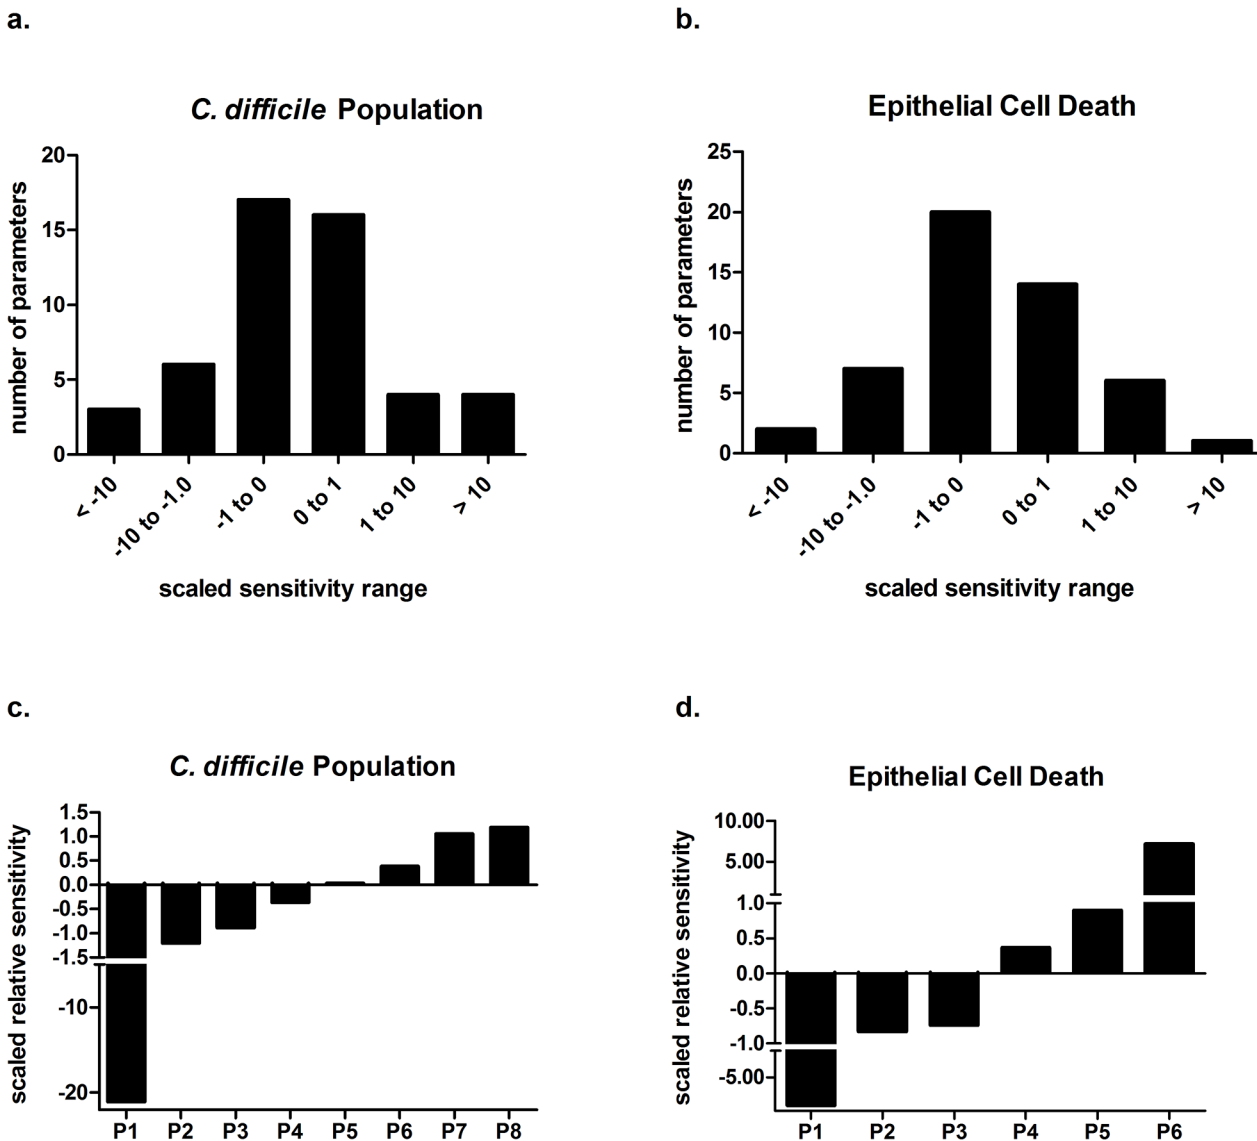 a.
C. difficile Population
number of parameters
20
15
10
5
0
< -10
-10 to -1.0
-1 to 0
0 to 1
1 to 10
> 10
scaled sensitivity range
b.
Epithelial Cell Death
number of parameters
25
20
15
10
5
0
< -10
-10 to -1.0
-1 to 0
0 to 1
1 to 10
> 10
scaled sensitivity range
c.
C. difficile Population
scaled relative sensitivity
1.5
1.0
0.5
0.0
-0.5
-1.0
-1.5
-1.5
-10
-20
P1 P2 P3 P4 P5 P6 P7 P8
d.
Epithelial Cell Death
scaled relative sensitivity
10.00
5.00
1.0
0.5
0.0
-0.5
-1.0
-5.00
P1 P2 P3 P4 P5 P6